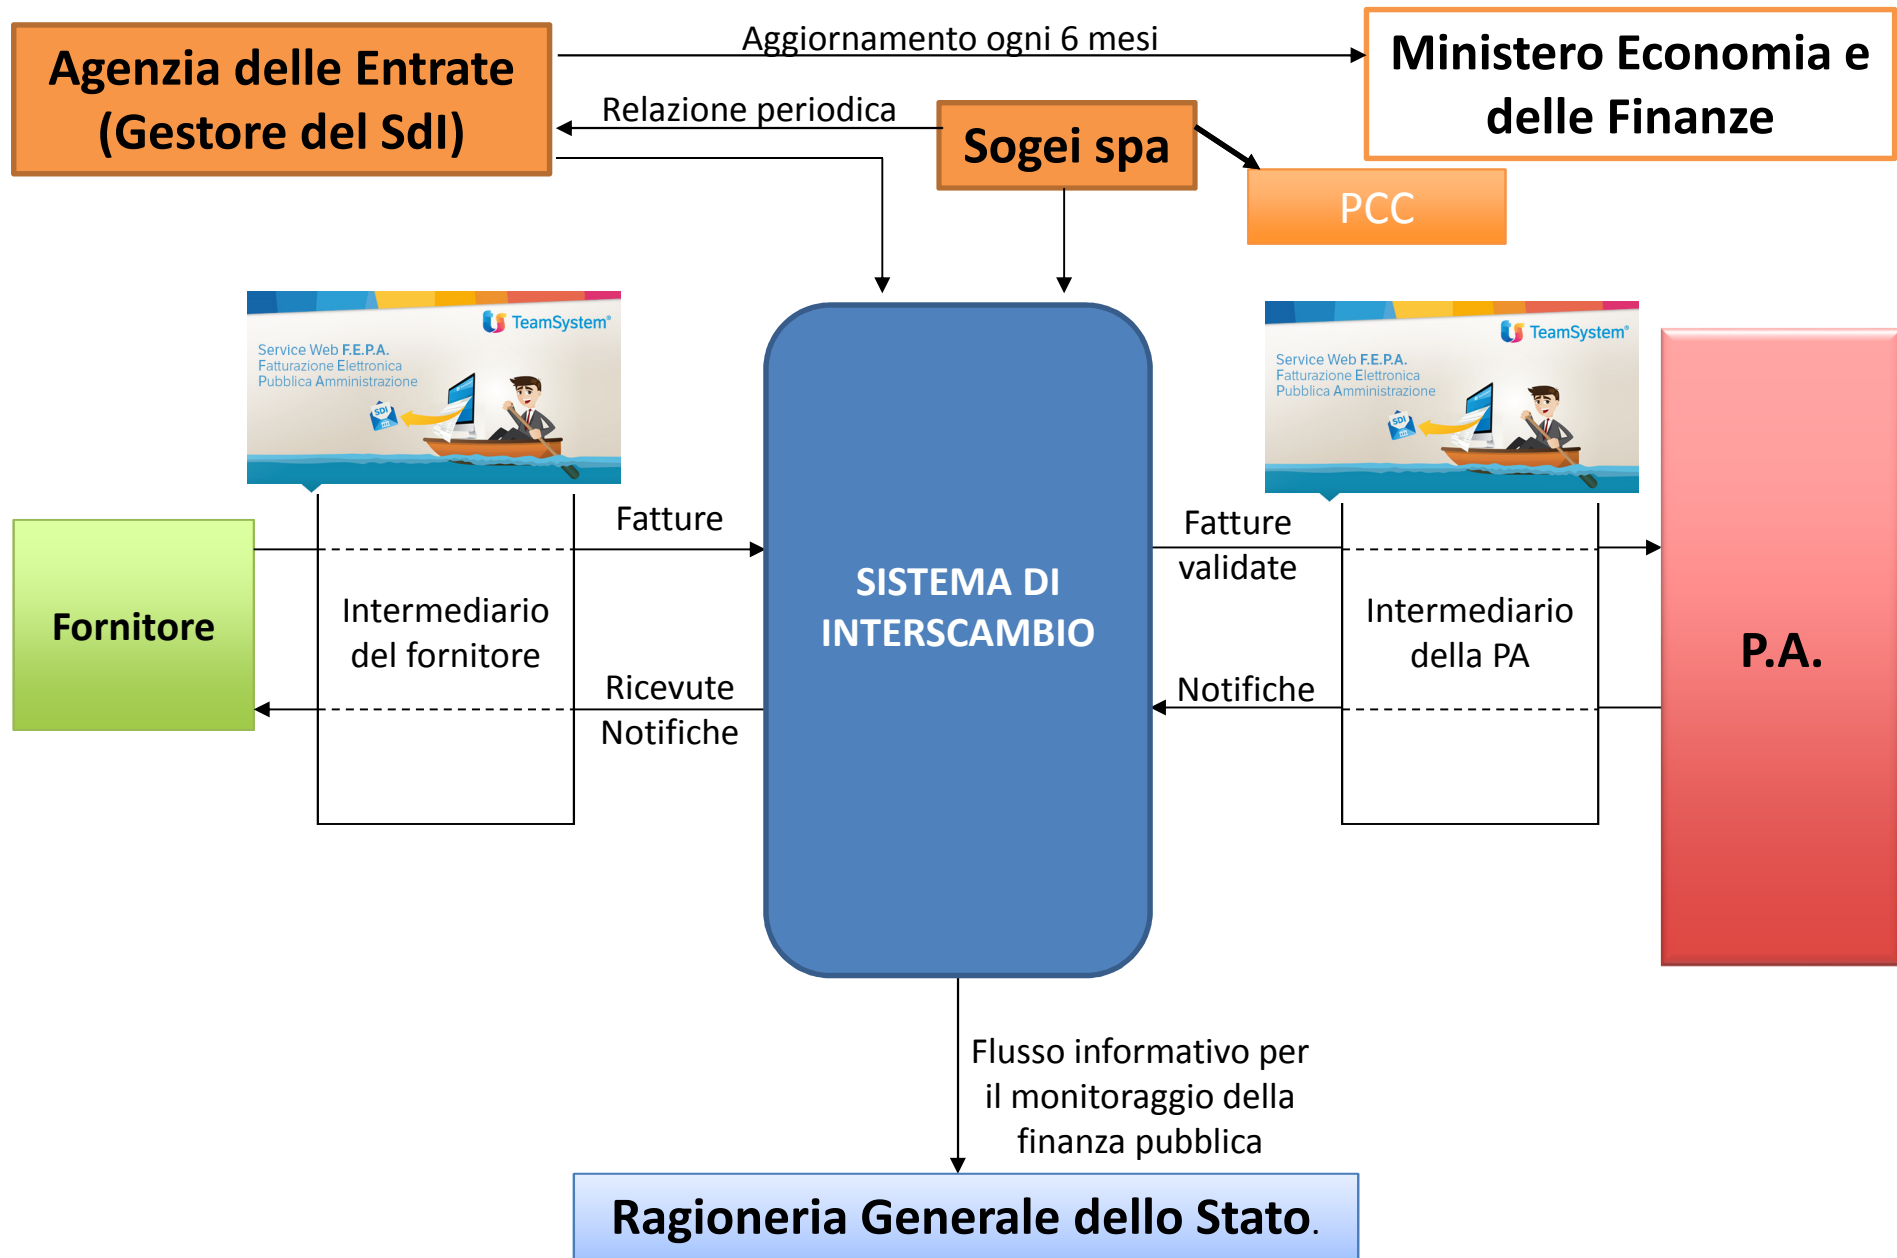 Agenzia delle Entrate
(Gestore del SdI)
Aggiornamento ogni 6 mesi
Ministero Economia e
delle Finanze
Relazione periodica
Sogei spa
PCC
TeamSystem®
Service Web F.E.P.A.
Fatturazione Elettronica
Pubblica Amministrazione
SDI
TeamSystem®
Service Web F.E.P.A.
Fatturazione Elettronica
Pubblica Amministrazione
SDI
Fornitore
Intermediario
del fornitore
Fatture
Ricevute
Notifiche
SISTEMA DI
INTERSCAMBIO
Fatture
validate
Notifiche
Intermediario
della PA
P.A.
Flusso informativo per
il monitoraggio della
finanza pubblica
Ragioneria Generale dello Stato.